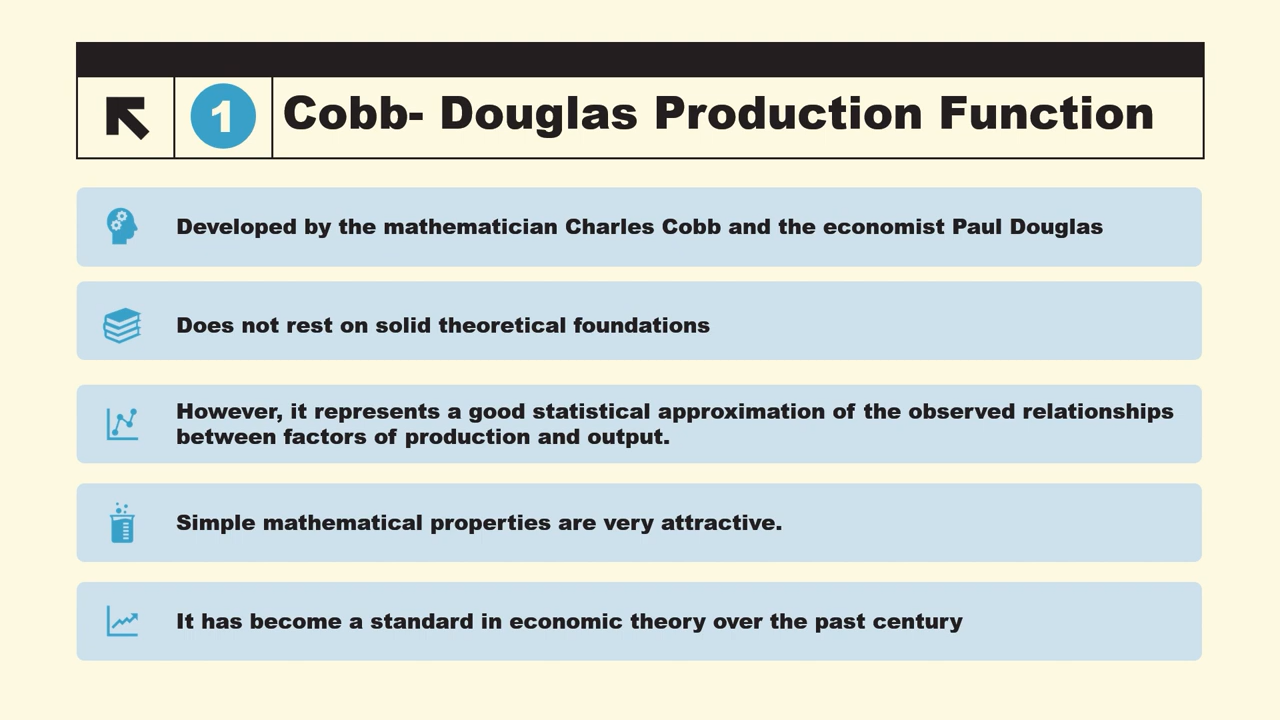 1
Cobb- Douglas Production Function
Developed by the mathematician Charles Cobb and the economist Paul Douglas
Does not rest on solid theoretical foundations
However, it represents a good statistical approximation of the observed relationships
between factors of production and output.
Simple mathematical properties are very attractive.
It has become a standard in economic theory over the past century